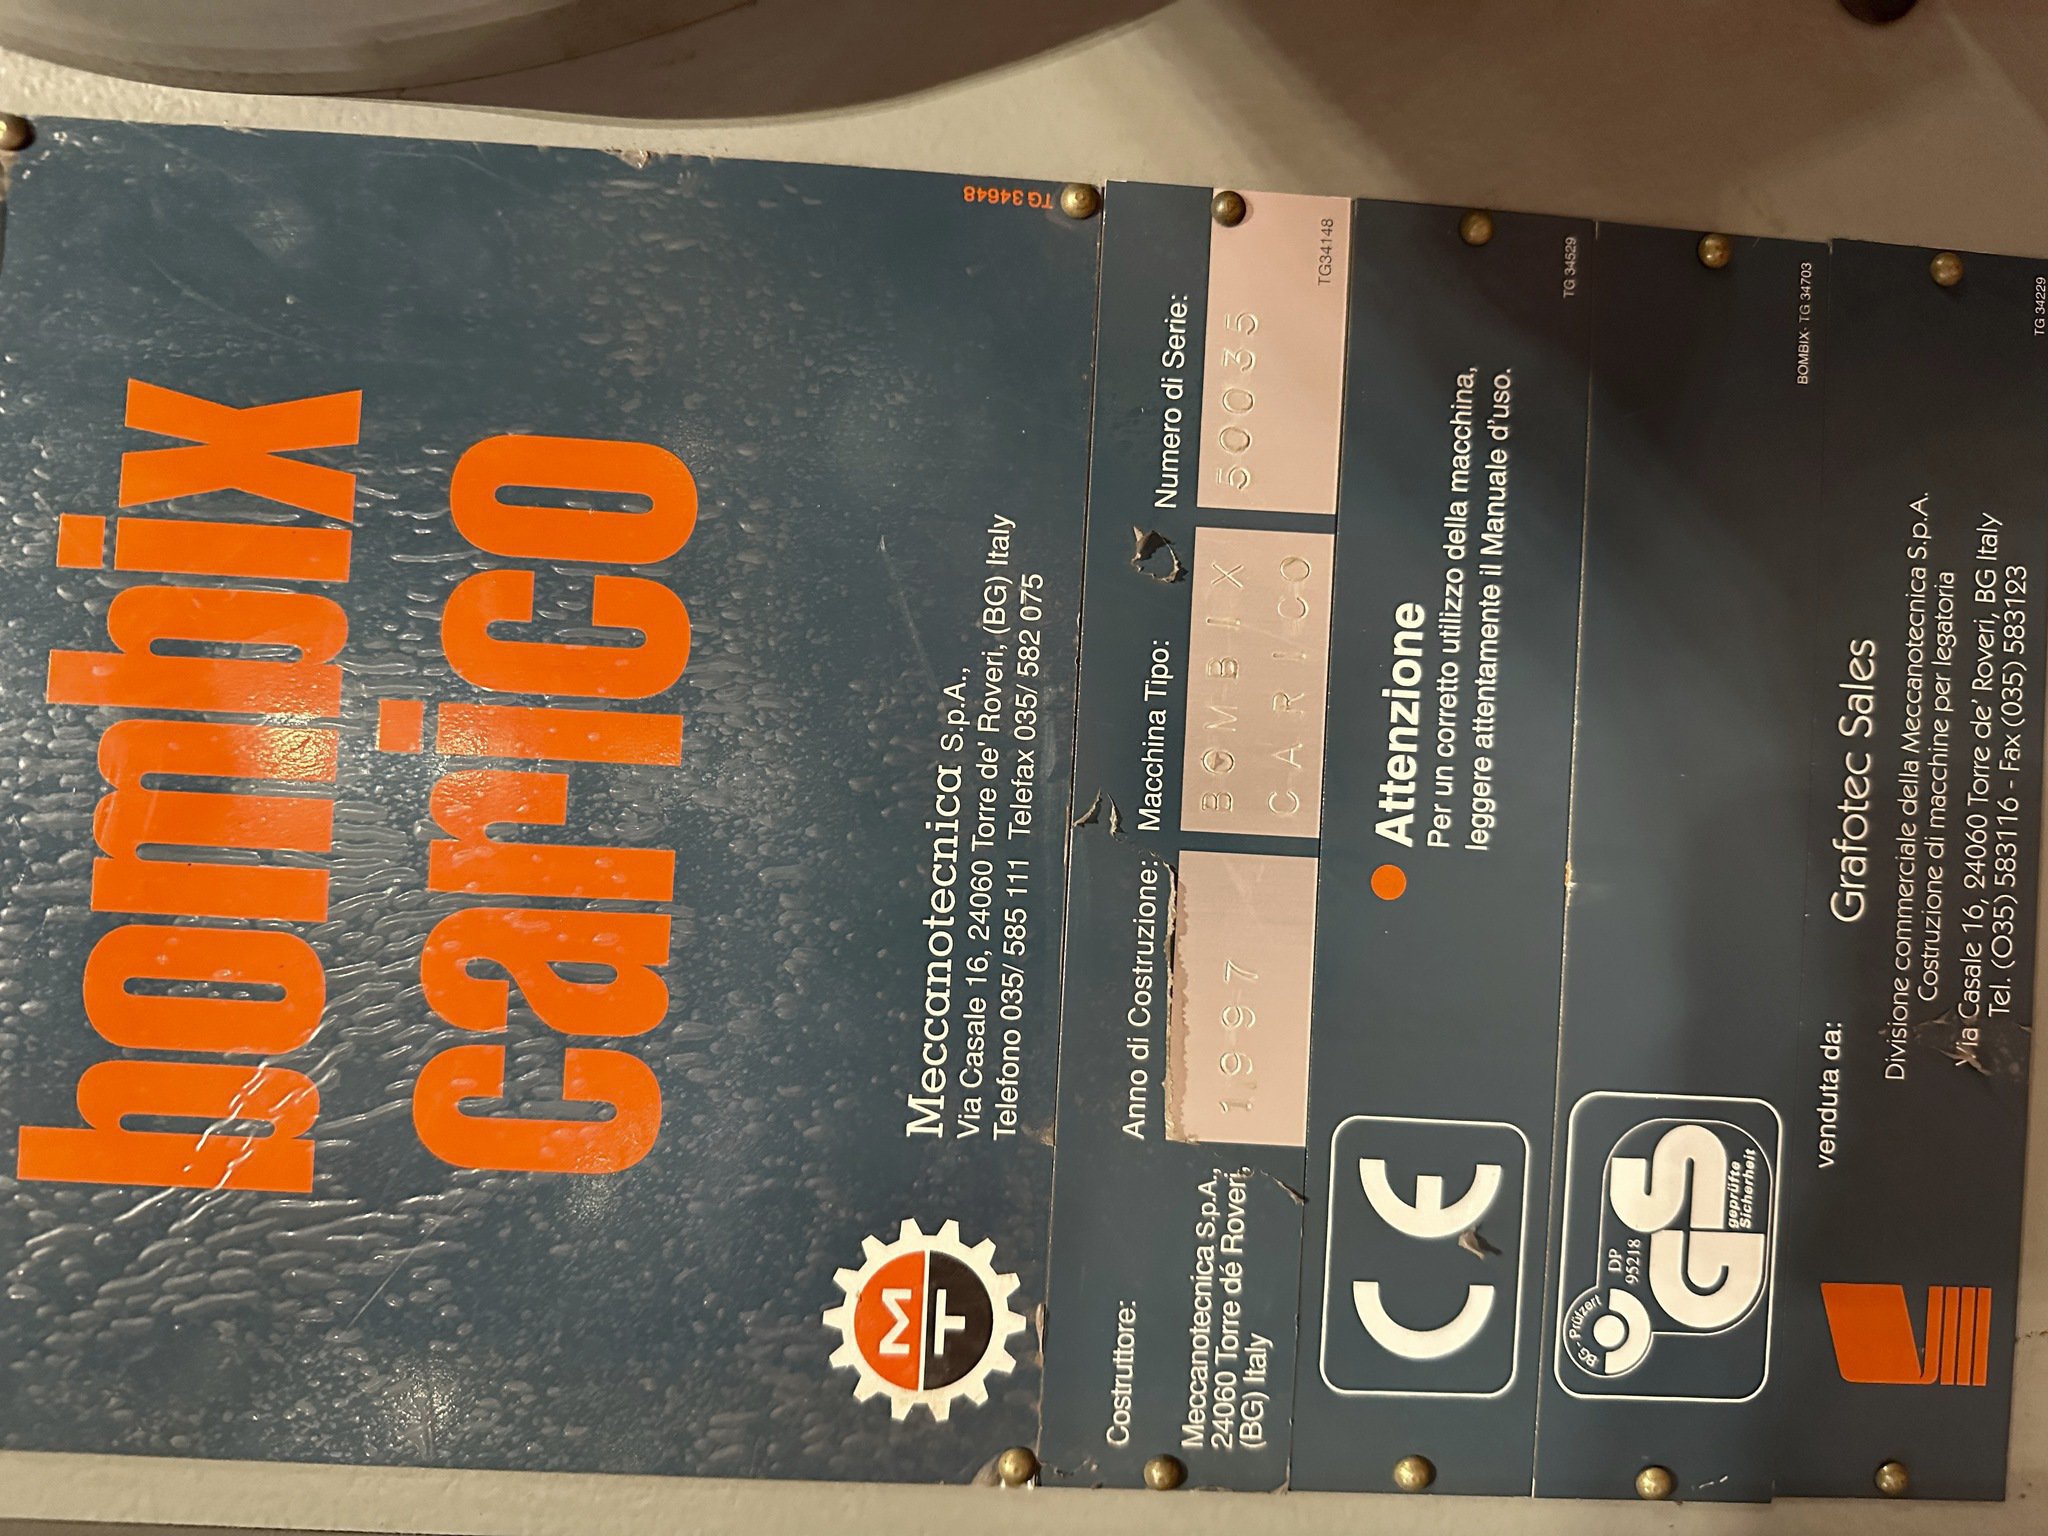 bombix
carico
TG 34648
M
T
Meccanotecnica S.p.A.,
Via Casale 16, 24060 Torre de' Roveri, (BG) Italy
Telefono 035/ 585 111 Telefax 035/ 582 075
Costruttore:
Meccanotecnica S.p.A,
24060 Torre dé Roveri,
(BG) Italy
Anno di Costruzione:
1997
Macchina Tipo:
BOMBIX
CARICO
Numero di Serie:
50035
TG34148
CE
Attenzione
Per un corretto utilizzo della macchina,
leggere attentamente il Manuale d'uso.
TG 34529
BG. Prüfzert
DP
95218
GS
geprüfte
Sicherheit
BOMBIX- TG 34703
venduta da:
Grafotec Sales
Divisione commerciale della Meccanotecnica S.p.A.
Costruzione di macchine per legatoria
Via Casale 16, 24060 Torre de' Roveri, BG Italy
Tel. (035) 583116 - Fax (035) 583123
TG 34229